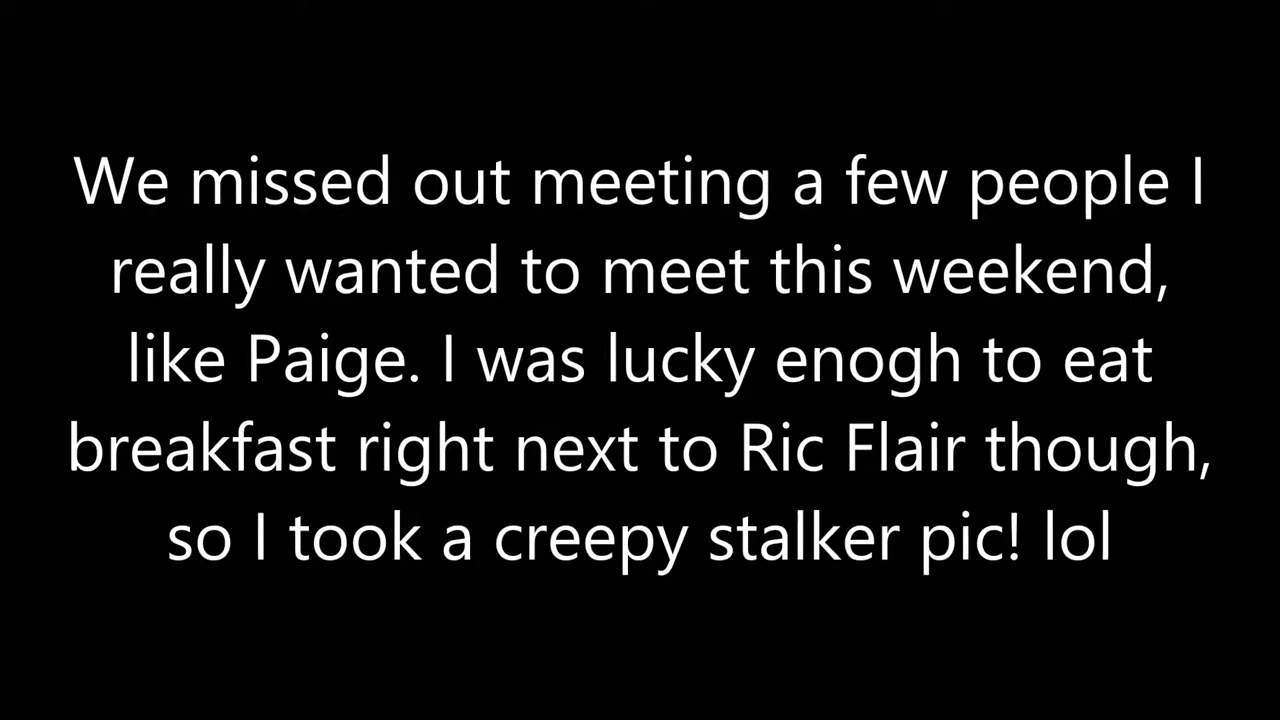 We missed out meeting a few people I
really wanted to meet this weekend,
like Paige. I was lucky enogh to eat
breakfast right next to Ric Flair though,
so I took a creepy stalker pic! lol